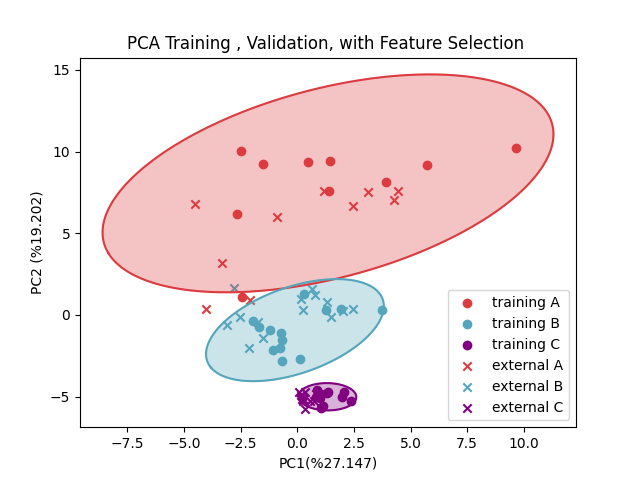 PCA Training , Validation, with Feature Selection
15
10
5
0
−5
PC2 (%19.202)
−7.5
−5.0
−2.5
0.0
2.5
5.0
7.5
10.0
PC1(%27.147)
training A
training B
training C
external A
external B
external C